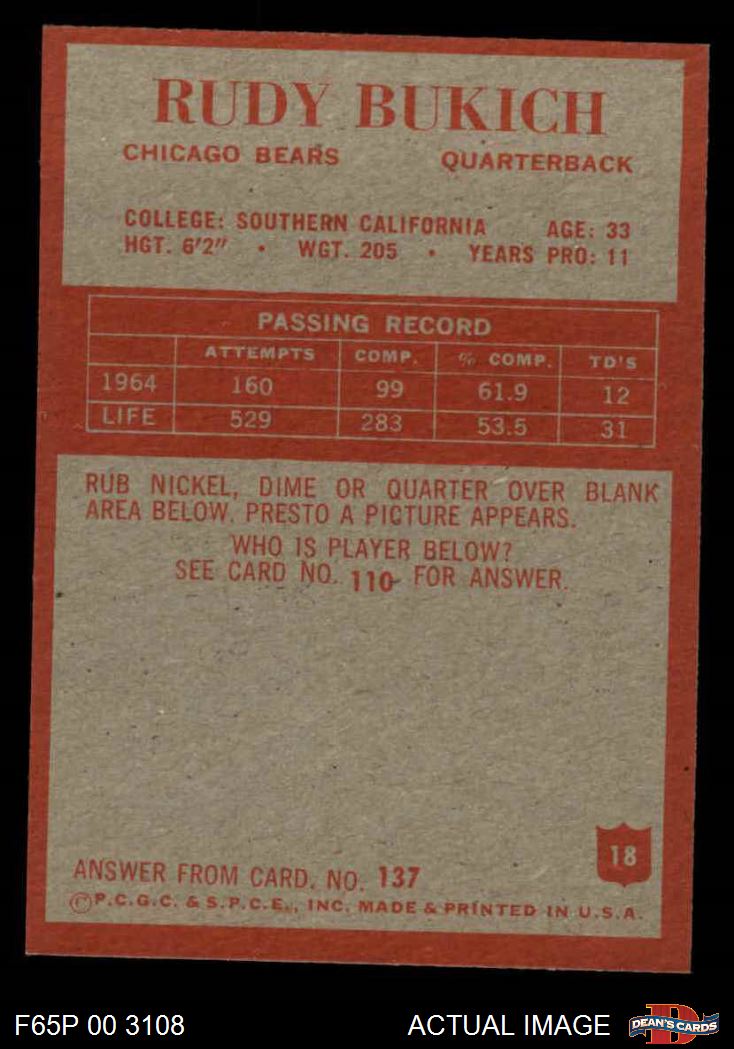 RUDY BUKICH
CHICAGO BEARS QUARTERBACK
COLLEGE: SOUTHERN CALIFORNIA AGE: 33
HGT. 6'2" • WGT. 205 • YEARS PRO: 11
PASSING RECORD
ATTEMPTS COMP. % COMP. TD'S
1964 160 99 61.9 12
LIFE 529 283 53.5 31
RUB NICKEL, DIME OR QUARTER OVER BLANK
AREA BELOW. PRESTO A PICTURE APPEARS.
WHO IS PLAYER BELOW?
SEE CARD NO. 110 FOR ANSWER.
18
ANSWER FROM CARD. NO. 137
©P.C.G.C. & S.P.C.E., INC. MADE & PRINTED IN U.S.A.
F65P 00 3108 ACTUAL IMAGE DEAN'S CARDS